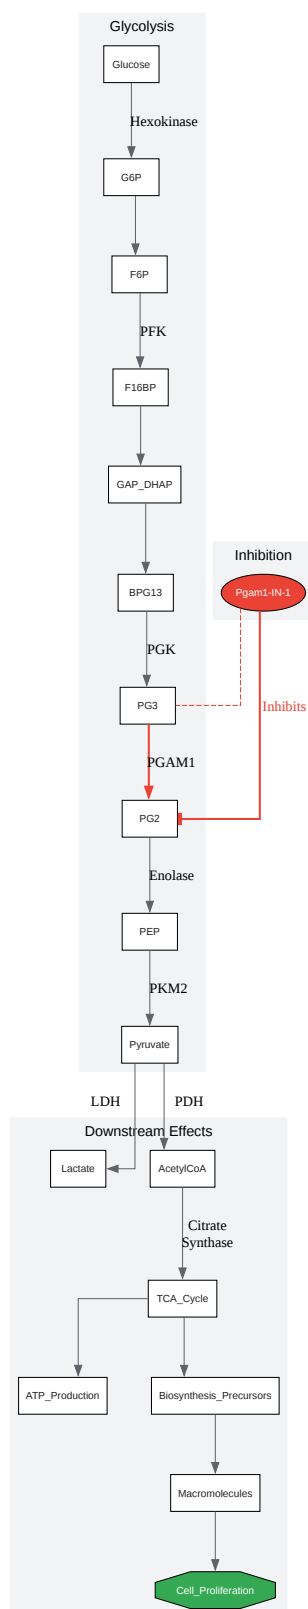 Glycolysis
Glucose
Hexokinase
G6P
F6P
PFK
F16BP
GAP_DHAP
Inhibition
BPG13
Pgam1-IN-1
PGK
PG3
Inhibits
PGAM1
PG2
Enolase
PEP
PKM2
Pyruvate
LDH
PDH
Downstream Effects
Lactate
AcetylCoA
Citrate
Synthase
TCA_Cycle
ATP_Production
Biosynthesis_Precursors
Macromolecules
Cell_Proliferation